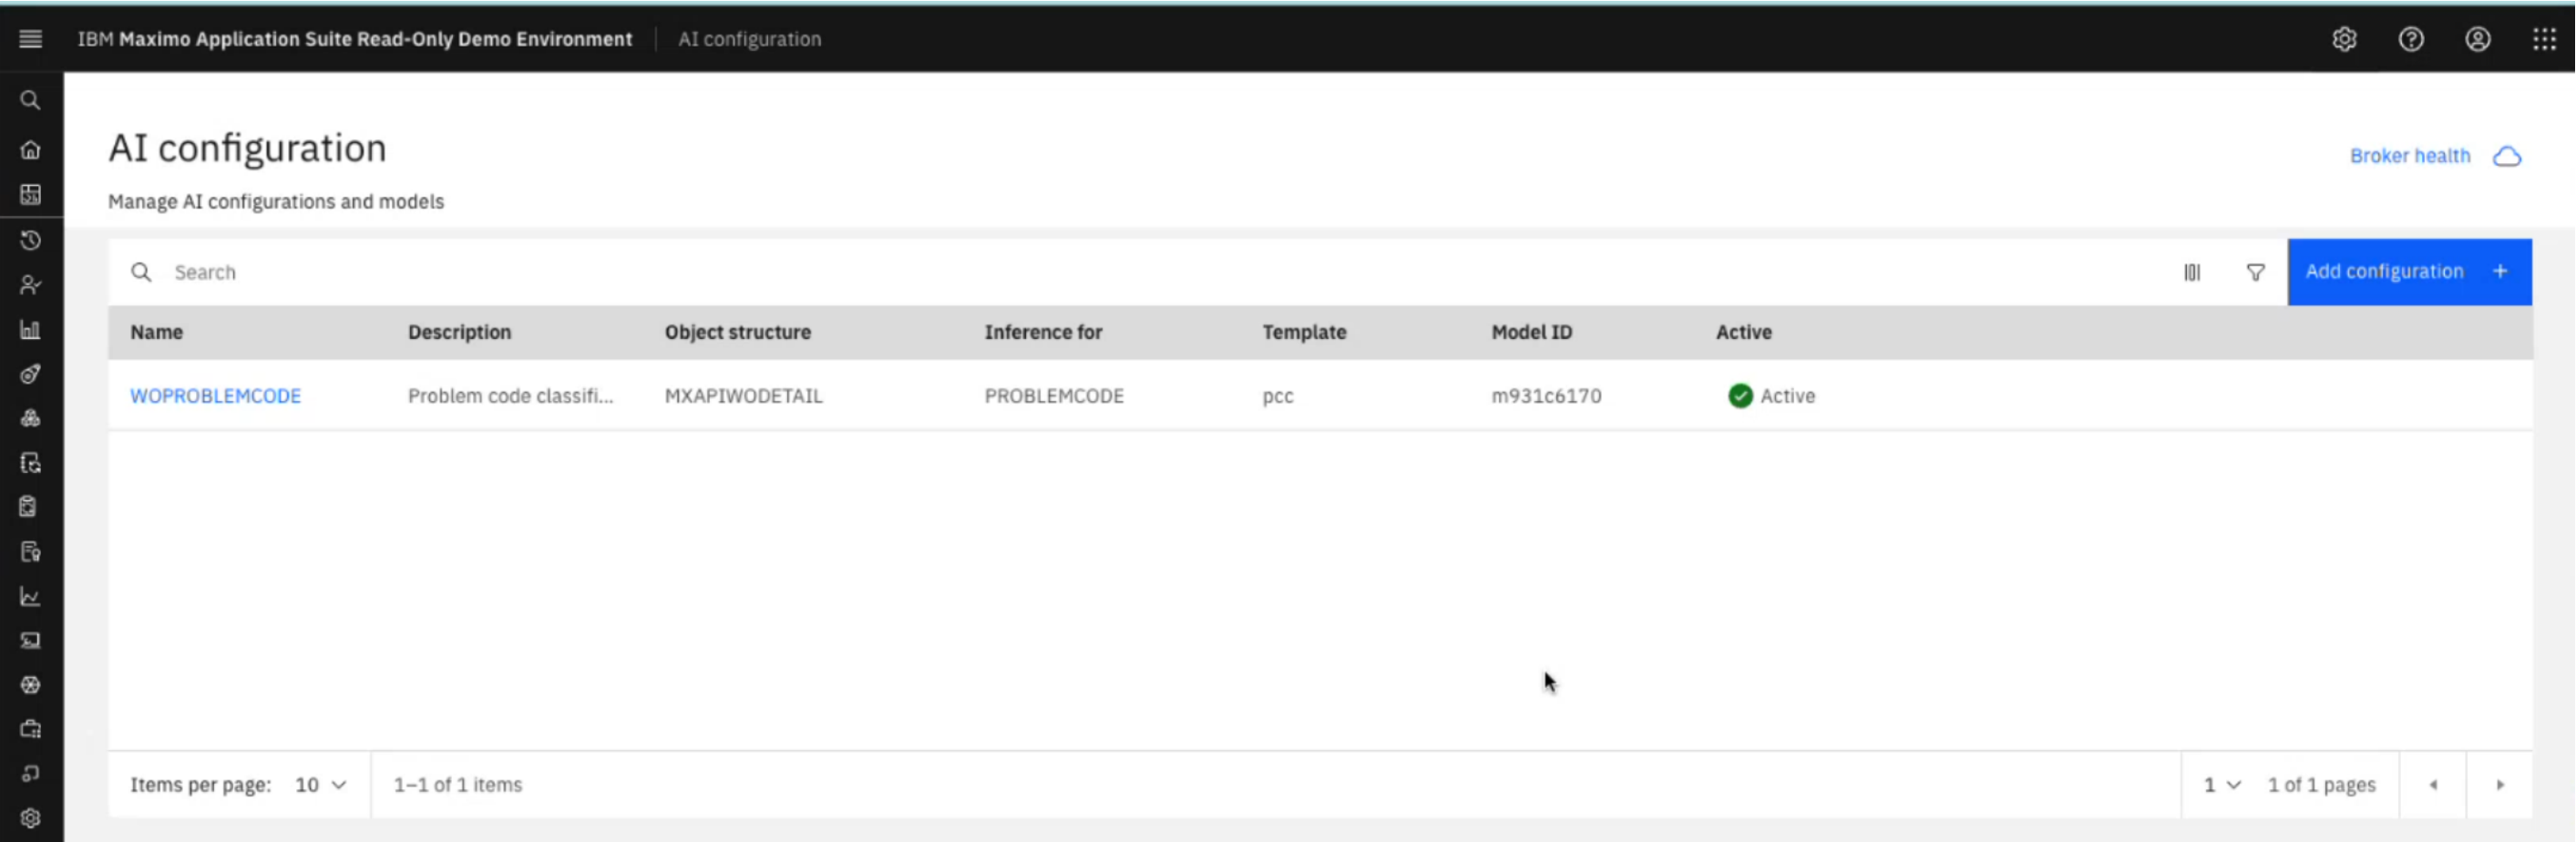 IBM Maximo Application Suite Read-Only Demo Environment AI configuration
AI configuration
Broker health
Manage AI configurations and models
Search
Add configuration +
Name Description Object structure Inference for Template Model ID Active
WOPROBLEMCODE Problem code classifi... MXAPIWODETAIL PROBLEMCODE pcc m931c6170 Active
Items per page: 10 1–1 of 1 items 1 1 of 1 pages